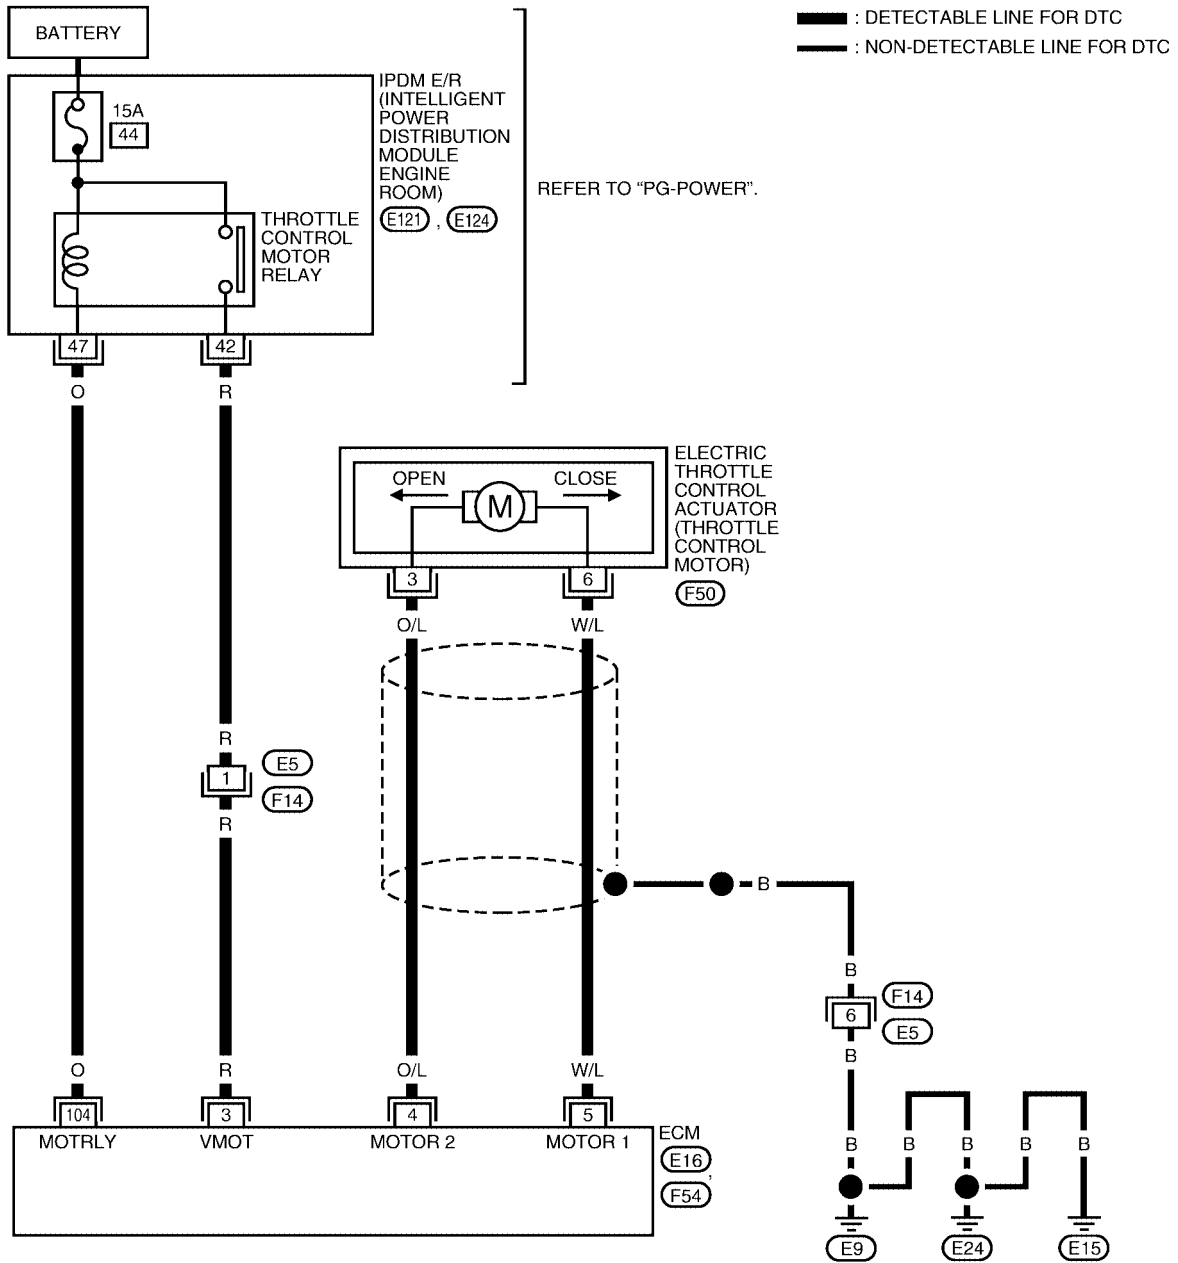 BATTERY
: DETECTABLE LINE FOR DTC
: NON-DETECTABLE LINE FOR DTC
15A
44
IPDM E/R
(INTELLIGENT
POWER
DISTRIBUTION
MODULE
ENGINE
ROOM)
E121 , E124
REFER TO “PG-POWER”.
THROTTLE
CONTROL
MOTOR
RELAY
47 42
O R
OPEN M CLOSE
ELECTRIC
THROTTLE
CONTROL
ACTUATOR
(THROTTLE
CONTROL
MOTOR)
F50
3 6
O/L W/L
R
1
E5
F14
R
B
B
6
F14
E5
B
O R O/L W/L
104 3 4 5
MOTRLY VMOT MOTOR 2 MOTOR 1
ECM
E16 ,
F54
B B B B B
E9 E24 E15